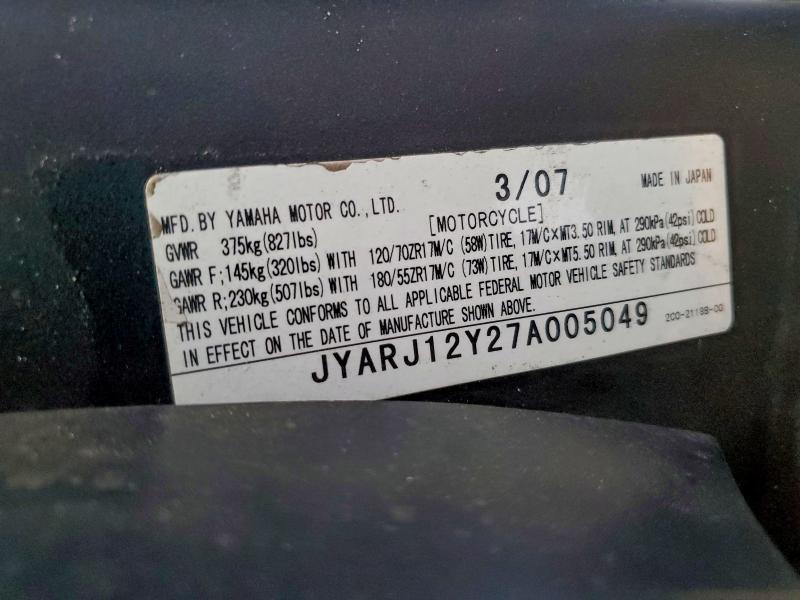 3/07 MADE IN JAPAN
MFD. BY YAMAHA MOTOR CO.,LTD. [MOTORCYCLE]
GVWR 375kg(827lbs)
GAWR F;145kg(320lbs) WITH 120/70ZR17M/C (58W)TIRE, 17M/C×MT3.50 RIM, AT 290kPa(42psi)COLD
GAWR R;230kg(507lbs) WITH 180/55ZR17M/C (73W)TIRE, 17M/C×MT5.50 RIM, AT 290kPa(42psi)COLD
THIS VEHICLE CONFORMS TO ALL APPLICABLE FEDERAL MOTOR VEHICLE SAFETY STANDARDS
IN EFFECT ON THE DATE OF MANUFACTURE SHOWN ABOVE.
JYARJ12Y27A005049 2C0-2118B-00